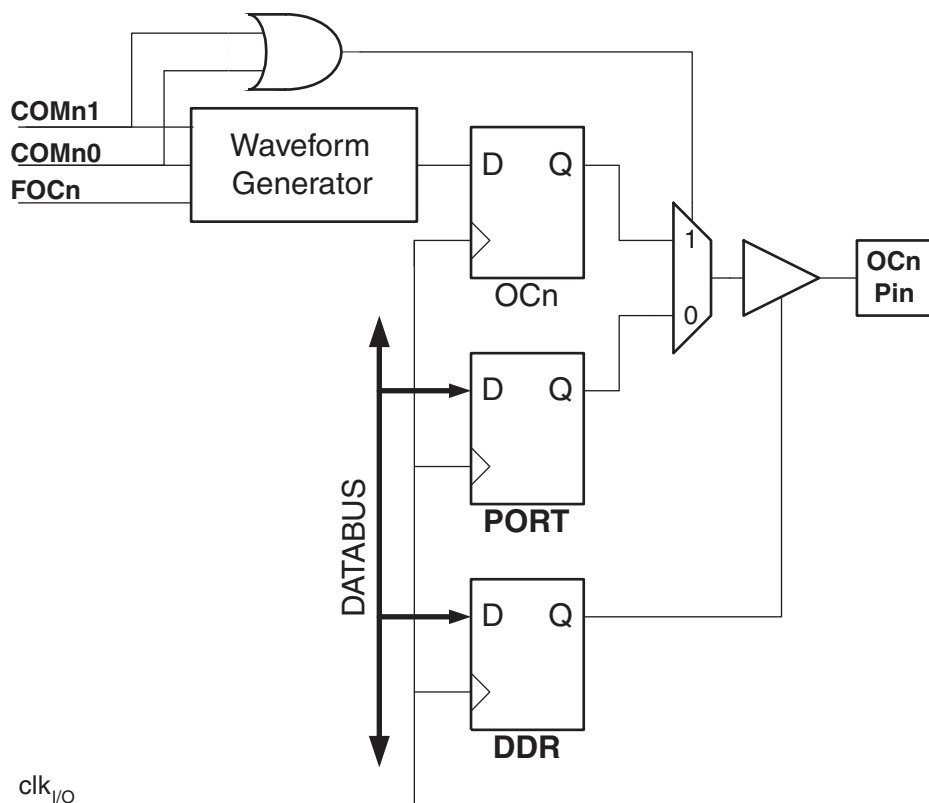 COMn1
COMn0
FOCn
Waveform
Generator
D Q
OCn
1
0
OCn
Pin
D Q
PORT
DATABUS
D Q
DDR
clkI/O